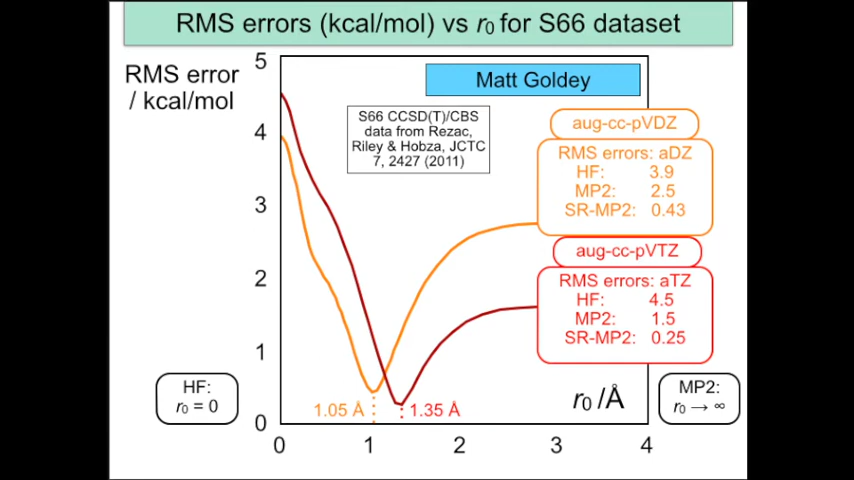 RMS errors (kcal/mol) vs r0 for S66 dataset
RMS error
/ kcal/mol
5
4
3
2
1
0
0
1
2
3
4
Matt Goldey
S66 CCSD(T)/CBS
data from Rezac,
Riley & Hobza, JCTC
7, 2427 (2011)
aug-cc-pVDZ
RMS errors: aDZ
HF: 3.9
MP2: 2.5
SR-MP2: 0.43
aug-cc-pVTZ
RMS errors: aTZ
HF: 4.5
MP2: 1.5
SR-MP2: 0.25
HF:
r0 = 0
1.05 Å
1.35 Å
r0 /Å
MP2:
r0 → ∞